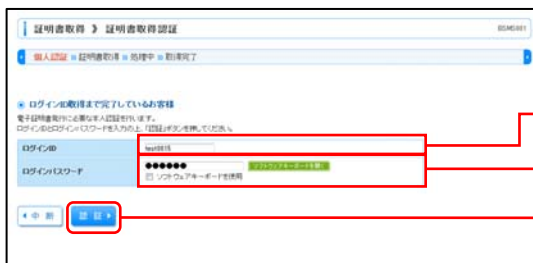 証明書取得 》 証明書取得認証
BSMS001
個人認証 ≫ 証明書取得 ≫ 処理中 ≫ 取得完了
ログインID取得まで完了しているお客様
電子証明書発行に必要な本人認証を行います。
ログインIDとログインパスワードを入力の上、「認証」ボタンを押してください。
ログインID
test0815
ログインパスワード
●●●●●●
ソフトウェアキーボードを開く
ソフトウェアキーボードを使用
中 断
認 証